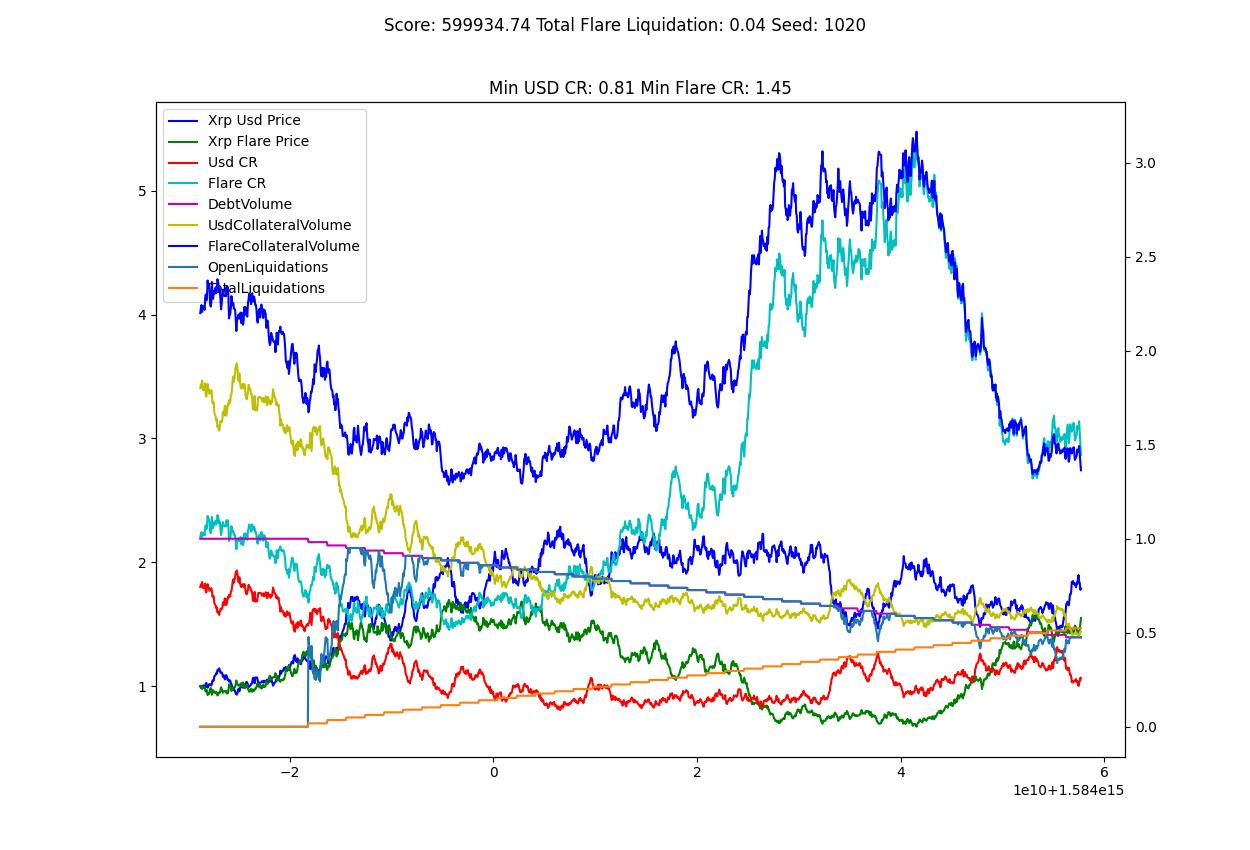 Score: 599934.74 Total Flare Liquidation: 0.04 Seed: 1020
Min USD CR: 0.81 Min Flare CR: 1.45
Xrp Usd Price
Xrp Flare Price
Usd CR
Flare CR
DebtVolume
UsdCollateralVolume
FlareCollateralVolume
OpenLiquidations
TotalLiquidations
5
4
3
2
1
3.0
2.5
2.0
1.5
1.0
0.5
0.0
−2
0
2
4
6
1e10+1.584e15